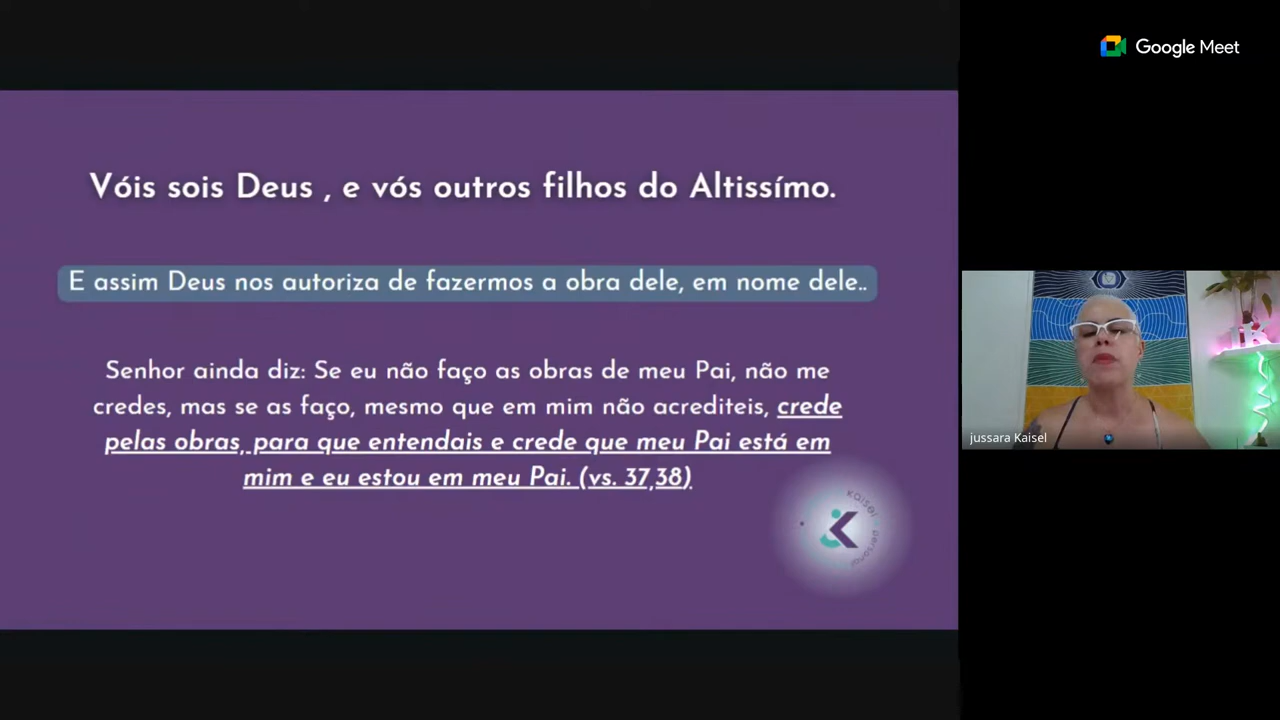 Google Meet
Vóis sois Deus , e vós outros filhos do Altissímo.
E assim Deus nos autoriza de fazermos a obra dele, em nome dele..
Senhor ainda diz: Se eu não faço as obras de meu Pai, não me
credes, mas se as faço, mesmo que em mim não acrediteis, crede
pelas obras, para que entendais e crede que meu Pai está em
mim e eu estou em meu Pai. (vs. 37,38)
kaisel personal
jussara Kaisel